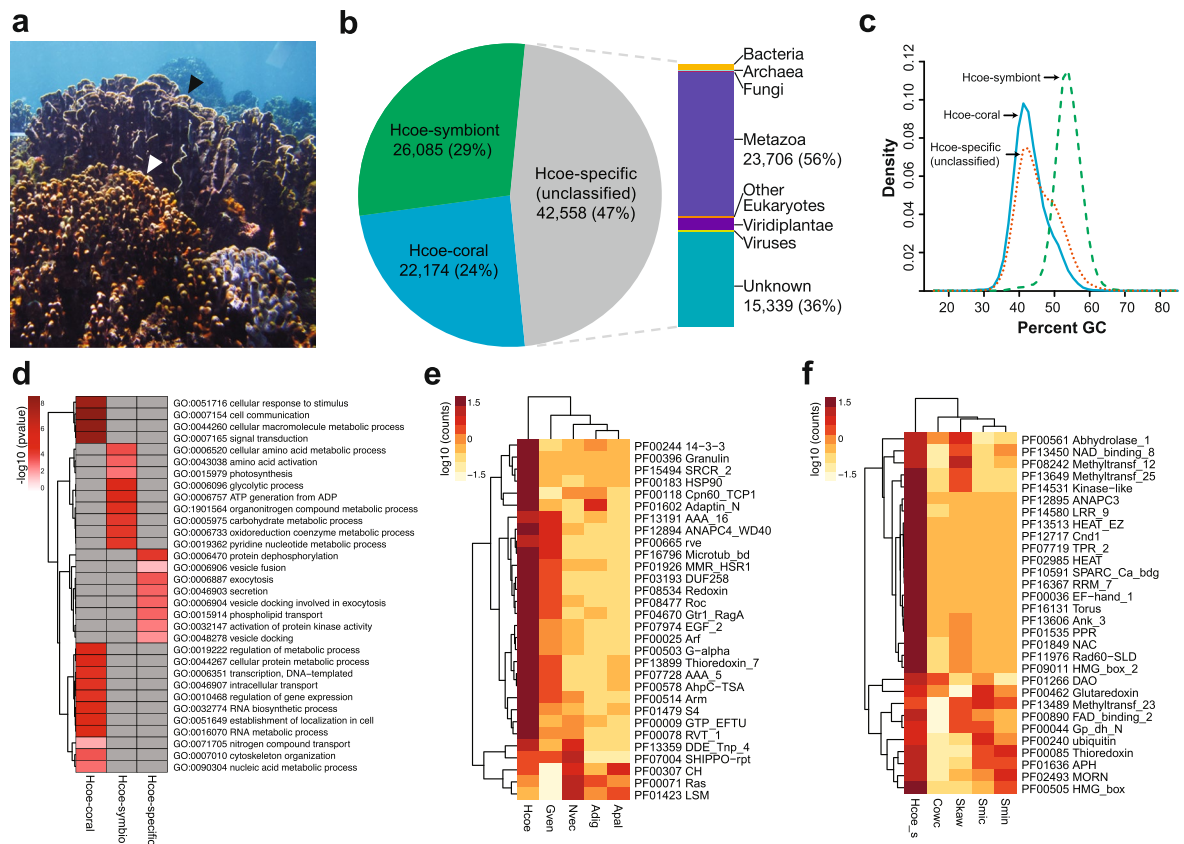 a
b
Hcoe-symbiont
26,085 (29%)
Hcoe-specific
(unclassified)
42,558 (47%)
Hcoe-coral
22,174 (24%)
Bacteria
Archaea
Fungi
Metazoa
23,706 (56%)
Other
Eukaryotes
Viridiplantae
Viruses
Unknown
15,339 (36%)
c
Density
0.02
0.04
0.06
0.08
0.10
0.12
Hcoe-symbiont
Hcoe-coral
Hcoe-specific
(unclassified)
20 30 40 50 60 70 80
Percent GC
d
-log10 (pvalue)
8
6
4
2
0
GO:0051716 cellular response to stimulus
GO:0007154 cell communication
GO:0044260 cellular macromolecule metabolic process
GO:0007165 signal transduction
GO:0006520 cellular amino acid metabolic process
GO:0043038 amino acid activation
GO:0015979 photosynthesis
GO:0006096 glycolytic process
GO:0006757 ATP generation from ADP
GO:1901564 organonitrogen compound metabolic process
GO:0005975 carbohydrate metabolic process
GO:0006733 oxidoreduction coenzyme metabolic process
GO:0019362 pyridine nucleotide metabolic process
GO:0006470 protein dephosphorylation
GO:0006906 vesicle fusion
GO:0006887 exocytosis
GO:0046903 secretion
GO:0006904 vesicle docking involved in exocytosis
GO:0015914 phospholipid transport
GO:0032147 activation of protein kinase activity
GO:0048278 vesicle docking
GO:0019222 regulation of metabolic process
GO:0044267 cellular protein metabolic process
GO:0006351 transcription, DNA−templated
GO:0046907 intracellular transport
GO:0010468 regulation of gene expression
GO:0032774 RNA biosynthetic process
GO:0051649 establishment of localization in cell
GO:0016070 RNA metabolic process
GO:0071705 nitrogen compound transport
GO:0007010 cytoskeleton organization
GO:0090304 nucleic acid metabolic process
Hcoe-coral
Hcoe-symbio
Hcoe-specific
e
log10 (counts)
1.5
0
−1.5
PF00244 14−3−3
PF00396 Granulin
PF15494 SRCR_2
PF00183 HSP90
PF00118 Cpn60_TCP1
PF01602 Adaptin_N
PF13191 AAA_16
PF12894 ANAPC4_WD40
PF00665 rve
PF16796 Microtub_bd
PF01926 MMR_HSR1
PF03193 DUF258
PF08534 Redoxin
PF08477 Roc
PF04670 Gtr1_RagA
PF07974 EGF_2
PF00025 Arf
PF00503 G−alpha
PF13899 Thioredoxin_7
PF07728 AAA_5
PF00578 AhpC−TSA
PF00514 Arm
PF01479 S4
PF00009 GTP_EFTU
PF00078 RVT_1
PF13359 DDE_Tnp_4
PF07004 SHIPPO−rpt
PF00307 CH
PF00071 Ras
PF01423 LSM
Hcoe
Gven
Nvec
Adig
Apal
f
log10 (counts)
1.5
0
−1.5
PF00561 Abhydrolase_1
PF13450 NAD_binding_8
PF08242 Methyltransf_12
PF13649 Methyltransf_25
PF14531 Kinase−like
PF12895 ANAPC3
PF14580 LRR_9
PF13513 HEAT_EZ
PF12717 Cnd1
PF07719 TPR_2
PF02985 HEAT
PF10591 SPARC_Ca_bdg
PF16367 RRM_7
PF00036 EF−hand_1
PF16131 Torus
PF13606 Ank_3
PF01535 PPR
PF01849 NAC
PF11976 Rad60−SLD
PF09011 HMG_box_2
PF01266 DAO
PF00462 Glutaredoxin
PF13489 Methyltransf_23
PF00890 FAD_binding_2
PF00044 Gp_dh_N
PF00240 ubiquitin
PF00085 Thioredoxin
PF01636 APH
PF02493 MORN
PF00505 HMG_box
Hcoe_s
Cowc
Skaw
Smic
Smin